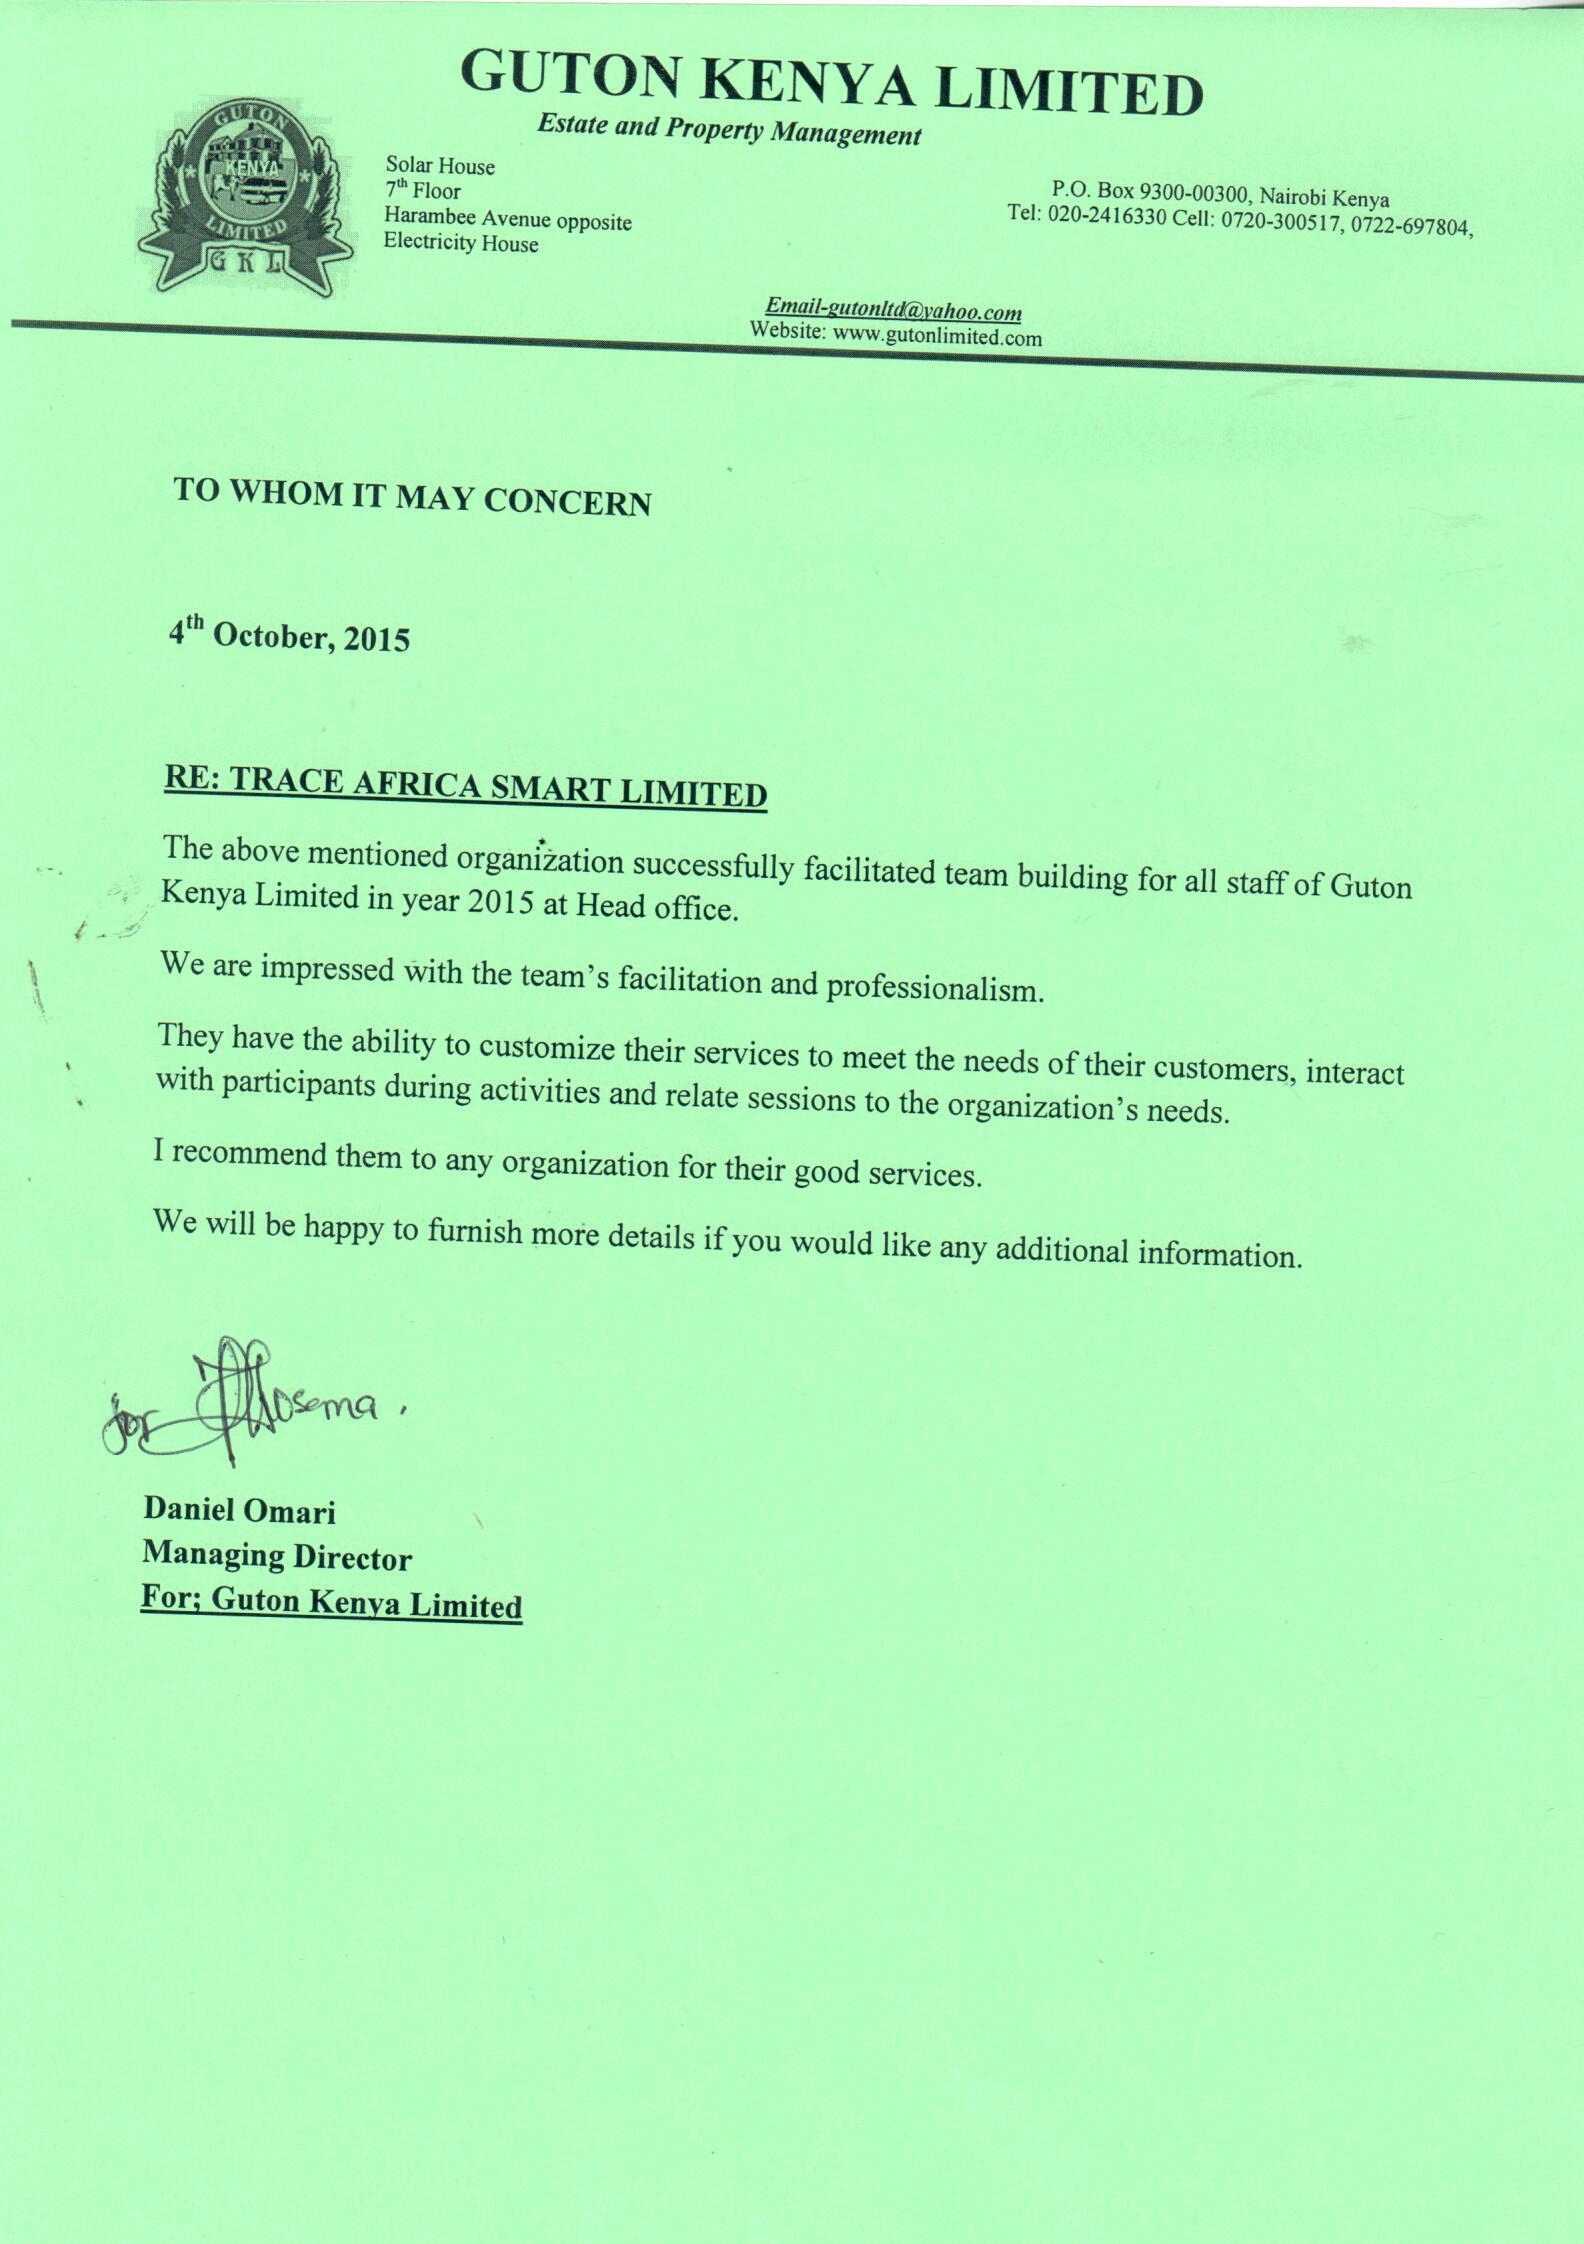 GUTON KENYA LIMITED
Estate and Property Management
GUTON
KENYA
LIMITED
G K L
Solar House
7th Floor
Harambee Avenue opposite
Electricity House
P.O. Box 9300-00300, Nairobi Kenya
Tel: 020-2416330 Cell: 0720-300517, 0722-697804,
Email-gutonltd@yahoo.com
Website: www.gutonlimited.com
TO WHOM IT MAY CONCERN
4th October, 2015
RE: TRACE AFRICA SMART LIMITED
The above mentioned organization successfully facilitated team building for all staff of Guton
Kenya Limited in year 2015 at Head office.
We are impressed with the team's facilitation and professionalism.
They have the ability to customize their services to meet the needs of their customers, interact
with participants during activities and relate sessions to the organization's needs.
I recommend them to any organization for their good services.
We will be happy to furnish more details if you would like any additional information.
for
Daniel Omari
Managing Director
For; Guton Kenya Limited